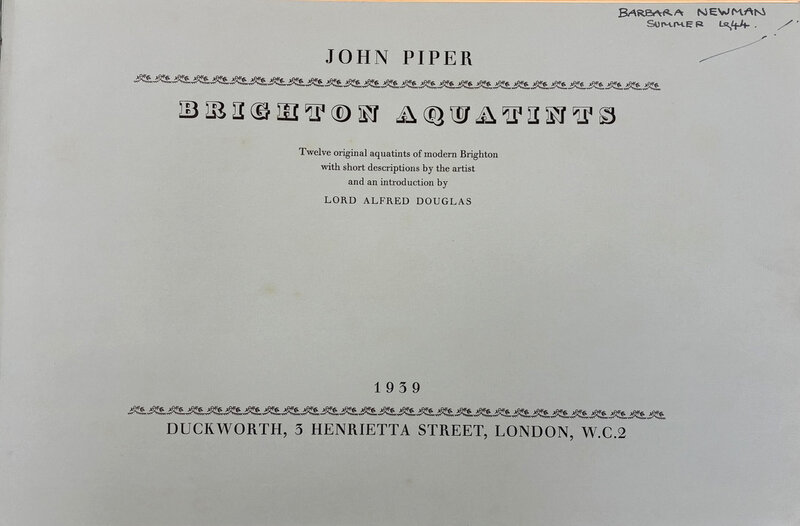 BARBARA NEWMAN
SUMMER 1944.
JOHN PIPER
BRIGHTON AQUATINTS
Twelve original aquatints of modern Brighton
with short descriptions by the artist
and an introduction by
LORD ALFRED DOUGLAS
1939
DUCKWORTH, 3 HENRIETTA STREET, LONDON, W.C.2